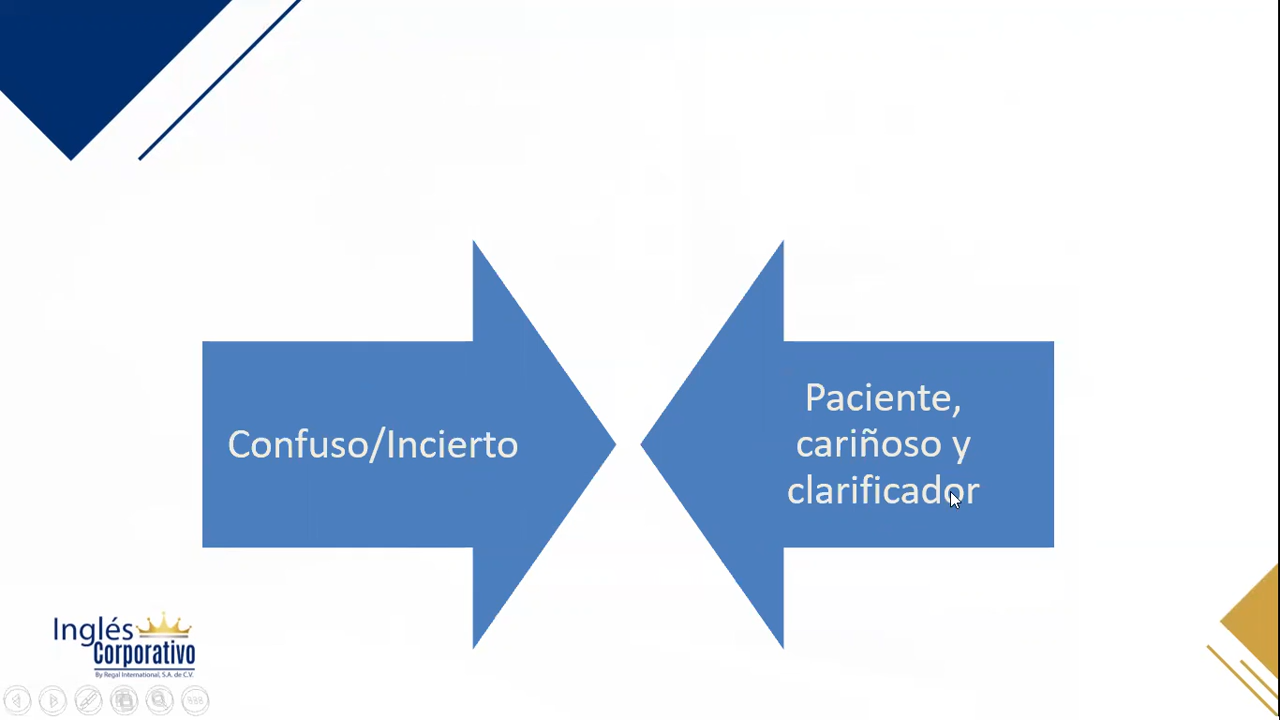 Confuso/Incierto
Paciente,
cariñoso y
clarificador
Inglés
Corporativo
By Regal International, S.A. de C.V.